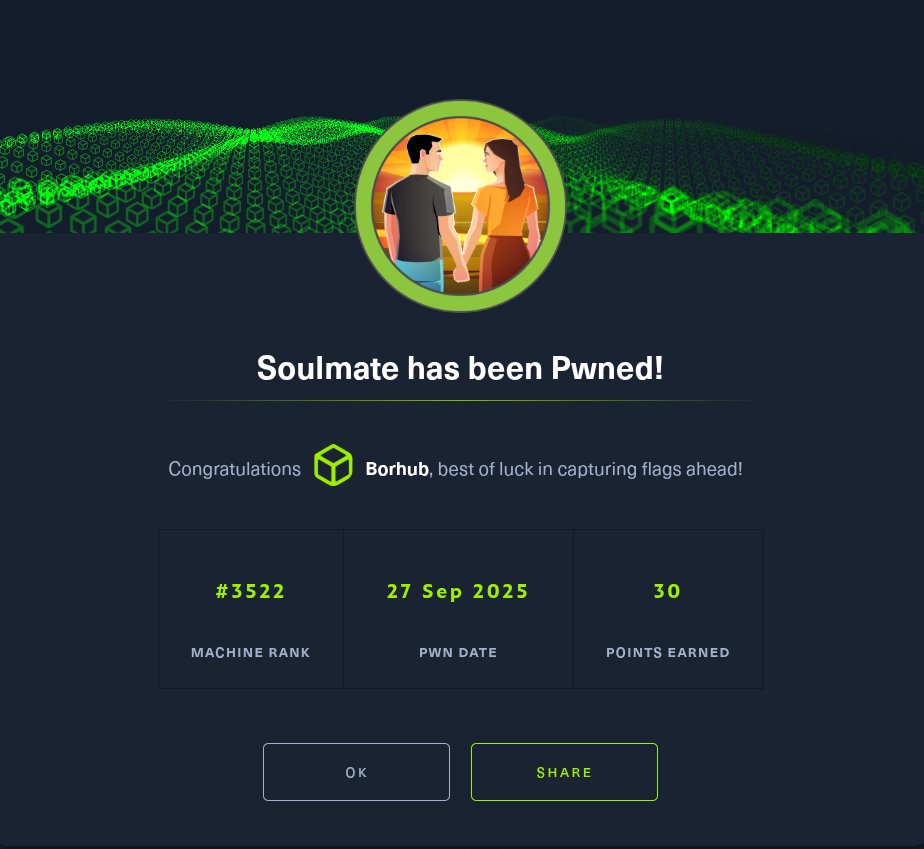 Soulmate has been Pwned!
Congratulations Borhub, best of luck in capturing flags ahead!
#3522 27 Sep 2025 30
MACHINE RANK PWN DATE POINTS EARNED
OK SHARE